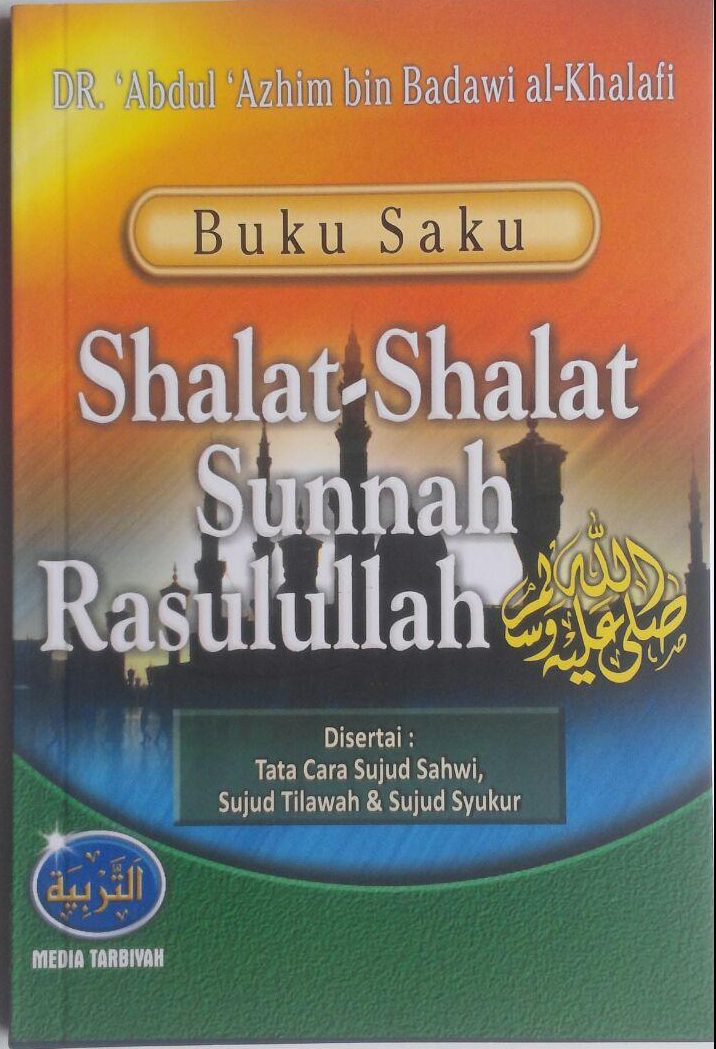 DR. ‘Abdul ‘Azhim bin Badawi al-Khalafi
Buku Saku
Shalat-Shalat
Sunnah
Rasulullah صلى الله عليه وسلم
Disertai :
Tata Cara Sujud Sahwi,
Sujud Tilawah & Sujud Syukur
التَّرْبِيَة
MEDIA TARBIYAH